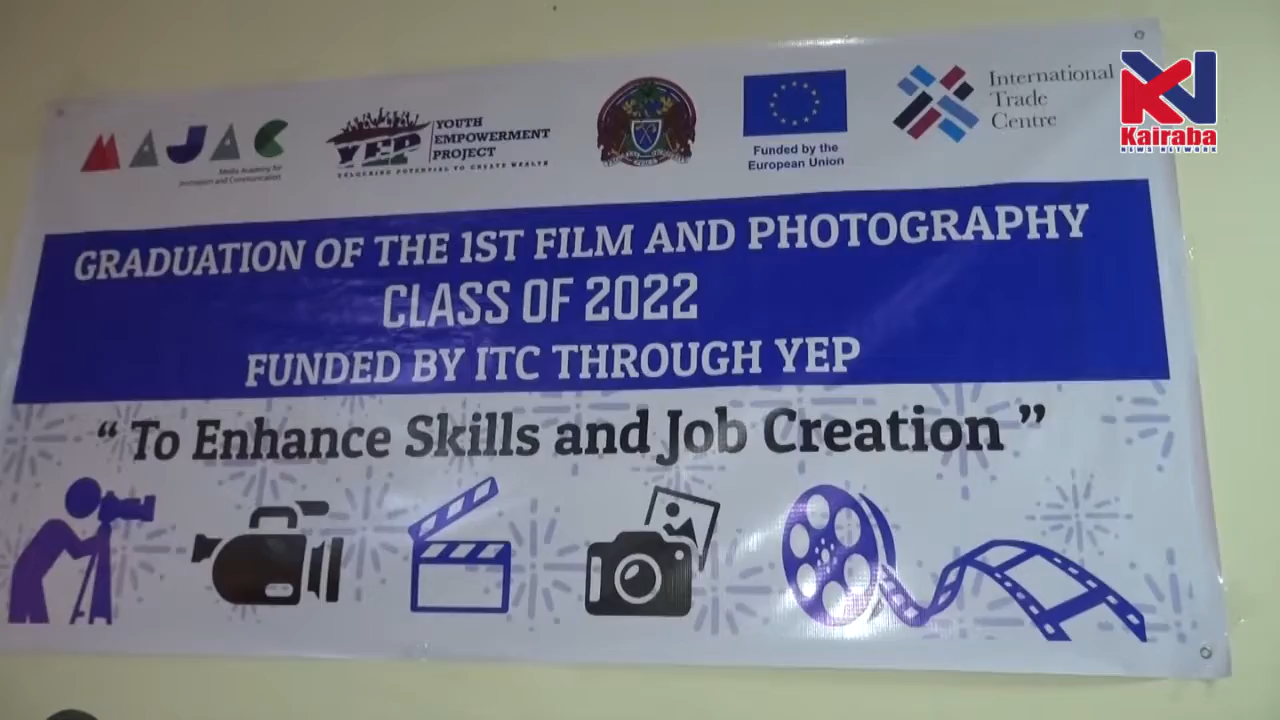 MAJAC
Media Academy for
Journalism and Communication
YEP
YOUTH
EMPOWERMENT
PROJECT
UNLOCKING POTENTIAL TO CREATE WEALTH
Funded by the
European Union
International
Trade
Centre
Kairaba
NEWS NETWORK
GRADUATION OF THE 1ST FILM AND PHOTOGRAPHY
CLASS OF 2022
FUNDED BY ITC THROUGH YEP
“ To Enhance Skills and Job Creation ”